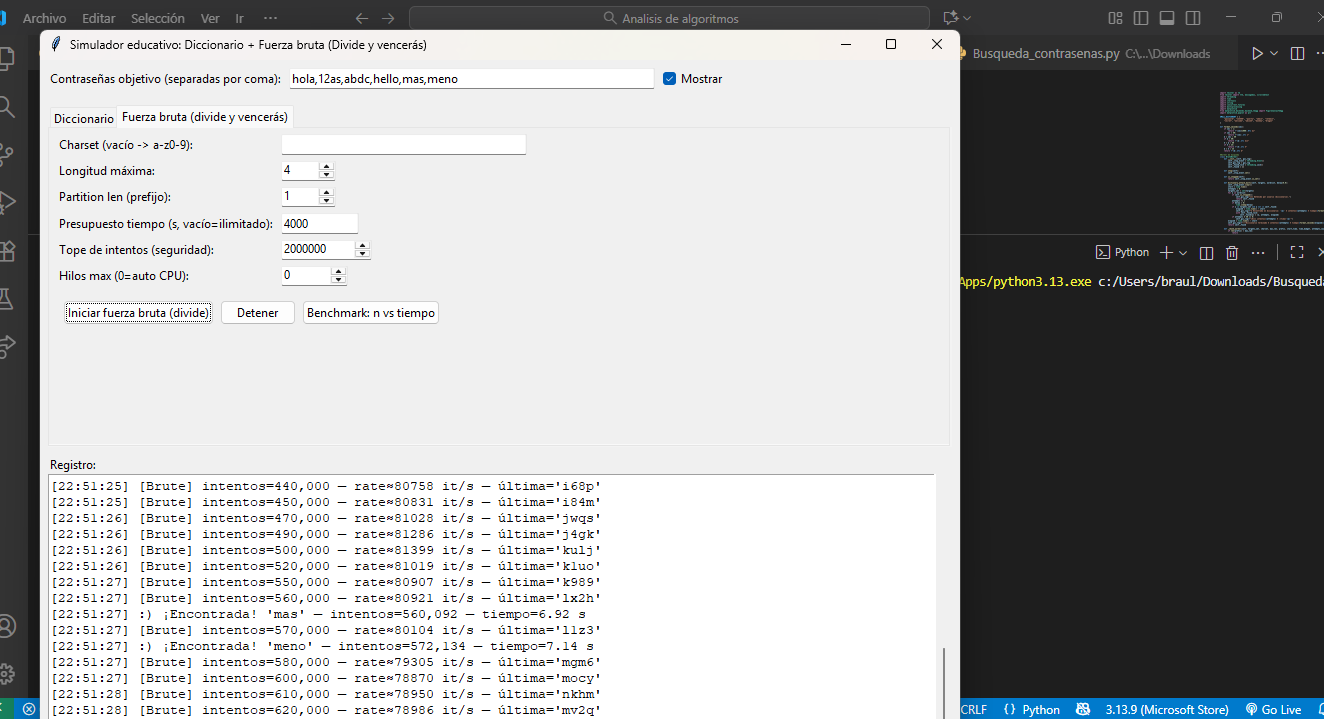 Archivo Editar Selección Ver Ir ··· Analisis de algoritmos
Simulador educativo: Diccionario + Fuerza bruta (Divide y vencerás)
Busqueda_contrasenas.py C:\...\Downloads
Contraseñas objetivo (separadas por coma): hola,12as,abdc,hello,mas,meno Mostrar
Diccionario Fuerza bruta (divide y vencerás)
Charset (vacío -> a-z0-9):
Longitud máxima: 4
Partition len (prefijo): 1
Presupuesto tiempo (s, vacío=ilimitado): 4000
Tope de intentos (seguridad): 2000000
Hilos max (0=auto CPU): 0
Iniciar fuerza bruta (divide) Detener Benchmark: n vs tiempo
Python
Apps/python3.13.exe c:/Users/braul/Downloads/Busqueda
Registro:
[22:51:25] [Brute] intentos=440,000 — rate≈80758 it/s — última='i68p'
[22:51:25] [Brute] intentos=450,000 — rate≈80831 it/s — última='i84m'
[22:51:26] [Brute] intentos=470,000 — rate≈81028 it/s — última='jwqs'
[22:51:26] [Brute] intentos=490,000 — rate≈81286 it/s — última='j4gk'
[22:51:26] [Brute] intentos=500,000 — rate≈81399 it/s — última='kulj'
[22:51:26] [Brute] intentos=520,000 — rate≈81019 it/s — última='kluo'
[22:51:27] [Brute] intentos=550,000 — rate≈80907 it/s — última='k989'
[22:51:27] [Brute] intentos=560,000 — rate≈80921 it/s — última='lx2h'
[22:51:27] :) ¡Encontrada! 'mas' — intentos=560,092 — tiempo=6.92 s
[22:51:27] [Brute] intentos=570,000 — rate≈80104 it/s — última='llz3'
[22:51:27] :) ¡Encontrada! 'meno' — intentos=572,134 — tiempo=7.14 s
[22:51:27] [Brute] intentos=580,000 — rate≈79305 it/s — última='mgm6'
[22:51:27] [Brute] intentos=600,000 — rate≈78870 it/s — última='mocy'
[22:51:28] [Brute] intentos=610,000 — rate≈78950 it/s — última='nkhm'
[22:51:28] [Brute] intentos=620,000 — rate≈78986 it/s — última='mv2q'
CRLF {} Python 3.13.9 (Microsoft Store) Go Live